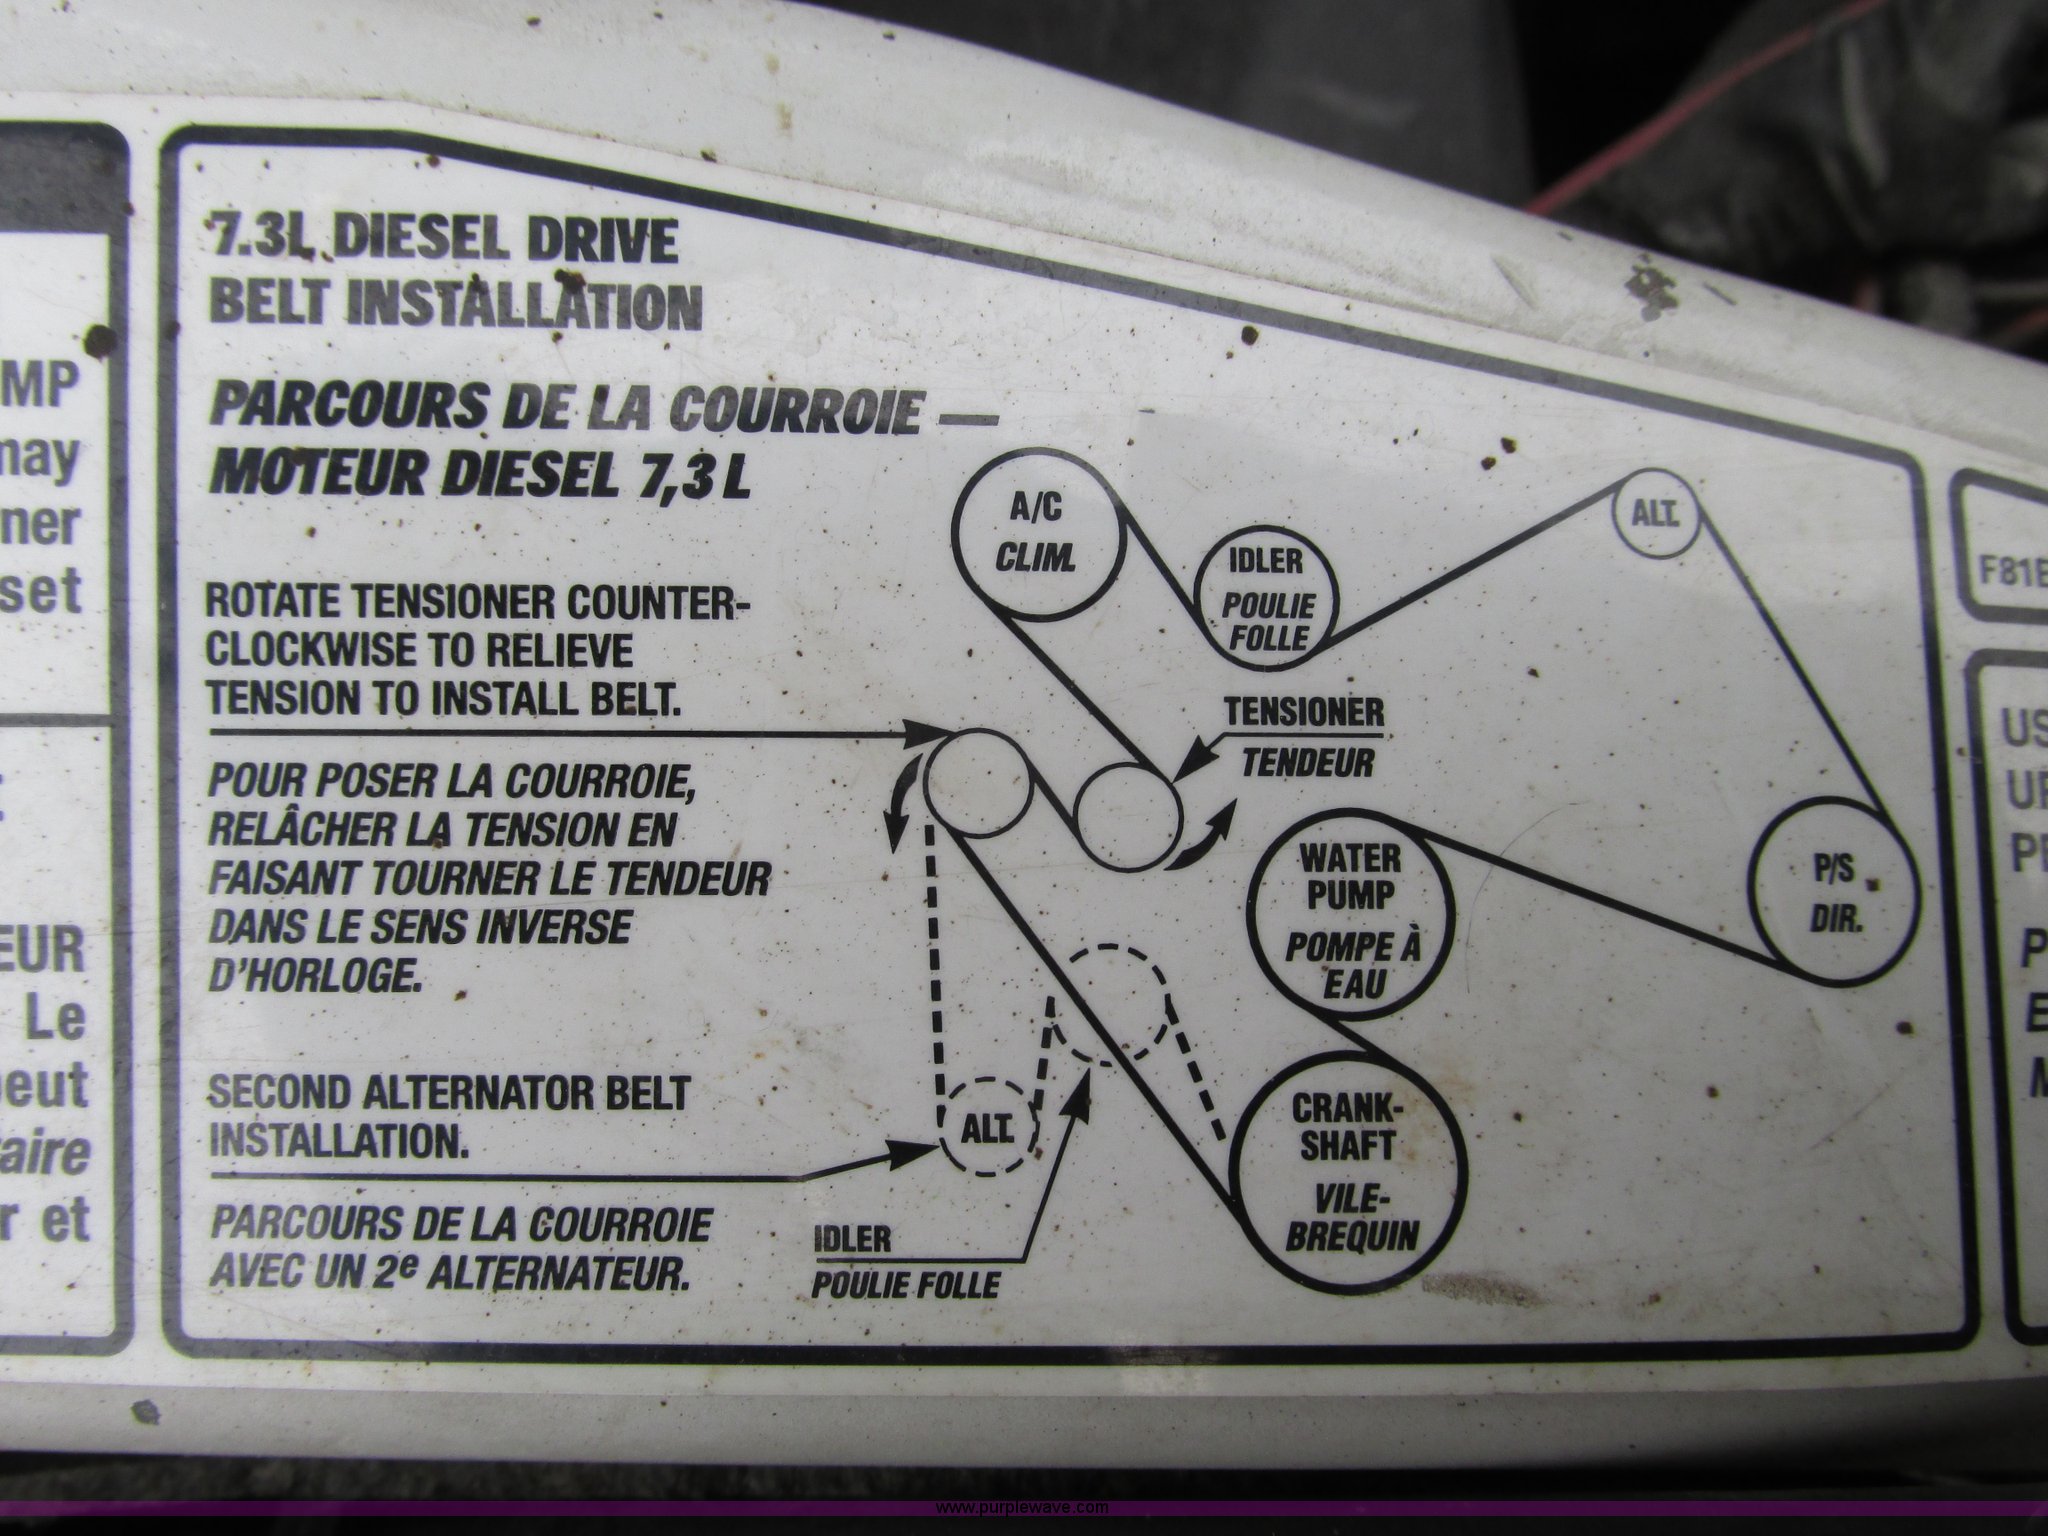 7.3L DIESEL DRIVE
BELT INSTALLATION
PARCOURS DE LA COURROIE —
MOTEUR DIESEL 7,3 L
ROTATE TENSIONER COUNTER-
CLOCKWISE TO RELIEVE
TENSION TO INSTALL BELT.
POUR POSER LA COURROIE,
RELÂCHER LA TENSION EN
FAISANT TOURNER LE TENDEUR
DANS LE SENS INVERSE
D'HORLOGE.
SECOND ALTERNATOR BELT
INSTALLATION.
PARCOURS DE LA COURROIE
AVEC UN 2e ALTERNATEUR.
A/C
CLIM.
IDLER
POULIE
FOLLE
ALT.
TENSIONER
TENDEUR
WATER
PUMP
POMPE À
EAU
P/S
DIR.
CRANK-
SHAFT
VILE-
BREQUIN
ALT.
IDLER
POULIE FOLLE
MP
may
ner
set
EUR
Le
peut
aire
r et
F81E
US
UP
www.purplewave.com